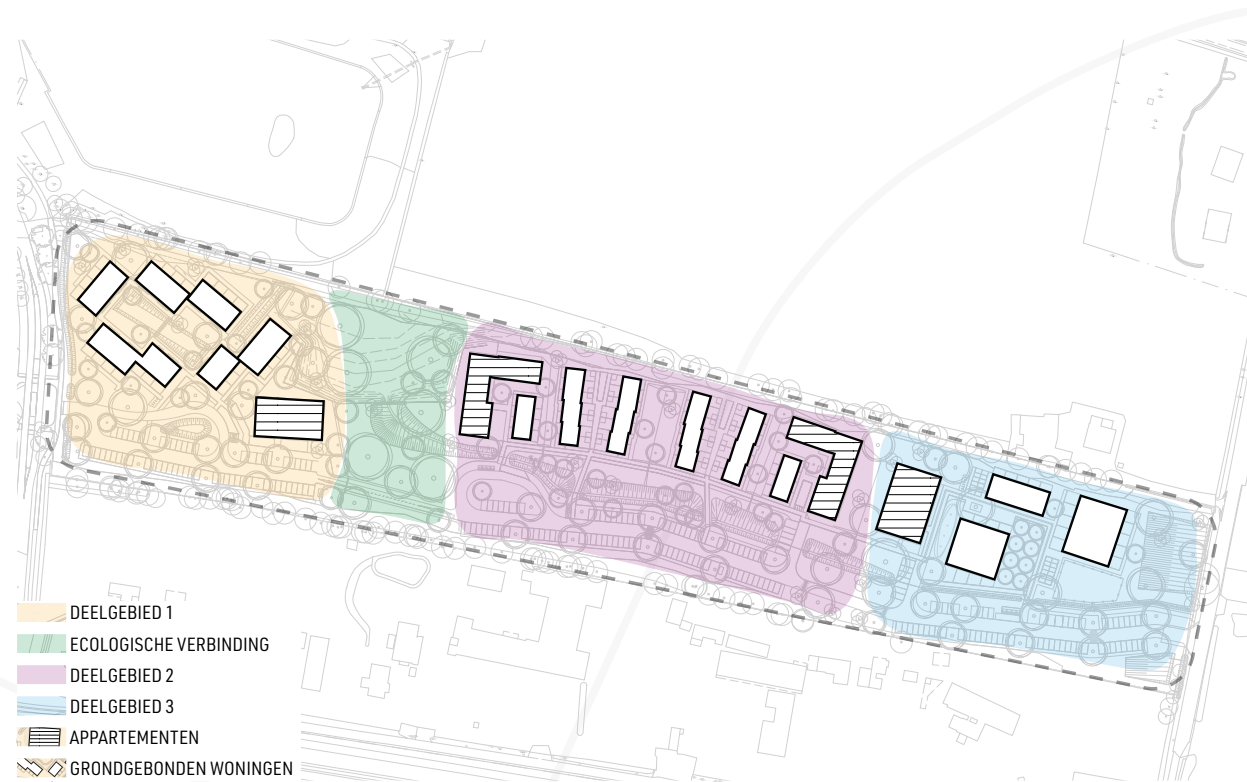 DEELGEBIED 1
ECOLOGISCHE VERBINDING
DEELGEBIED 2
DEELGEBIED 3
APPARTEMENTEN
GRONDGEBONDEN WONINGEN